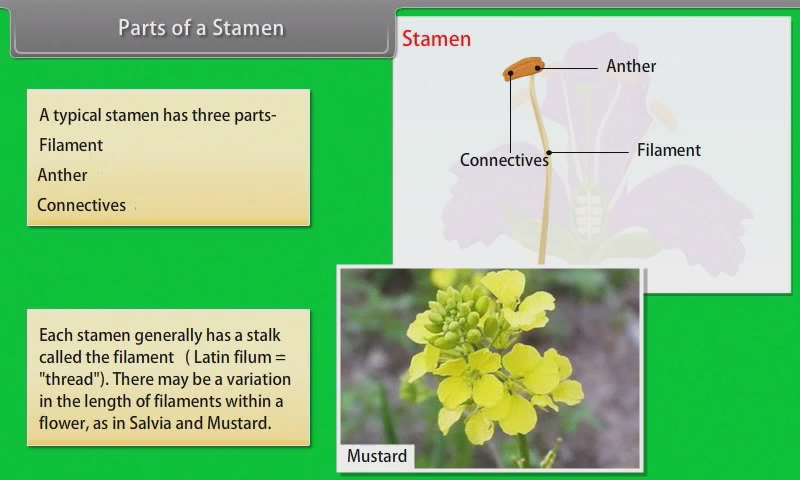 Parts of a Stamen
Stamen
Anther
Connectives
Filament
A typical stamen has three parts-
Filament
Anther
Connectives
Each stamen generally has a stalk
called the filament ( Latin filum =
"thread"). There may be a variation
in the length of filaments within a
flower, as in Salvia and Mustard.
Mustard